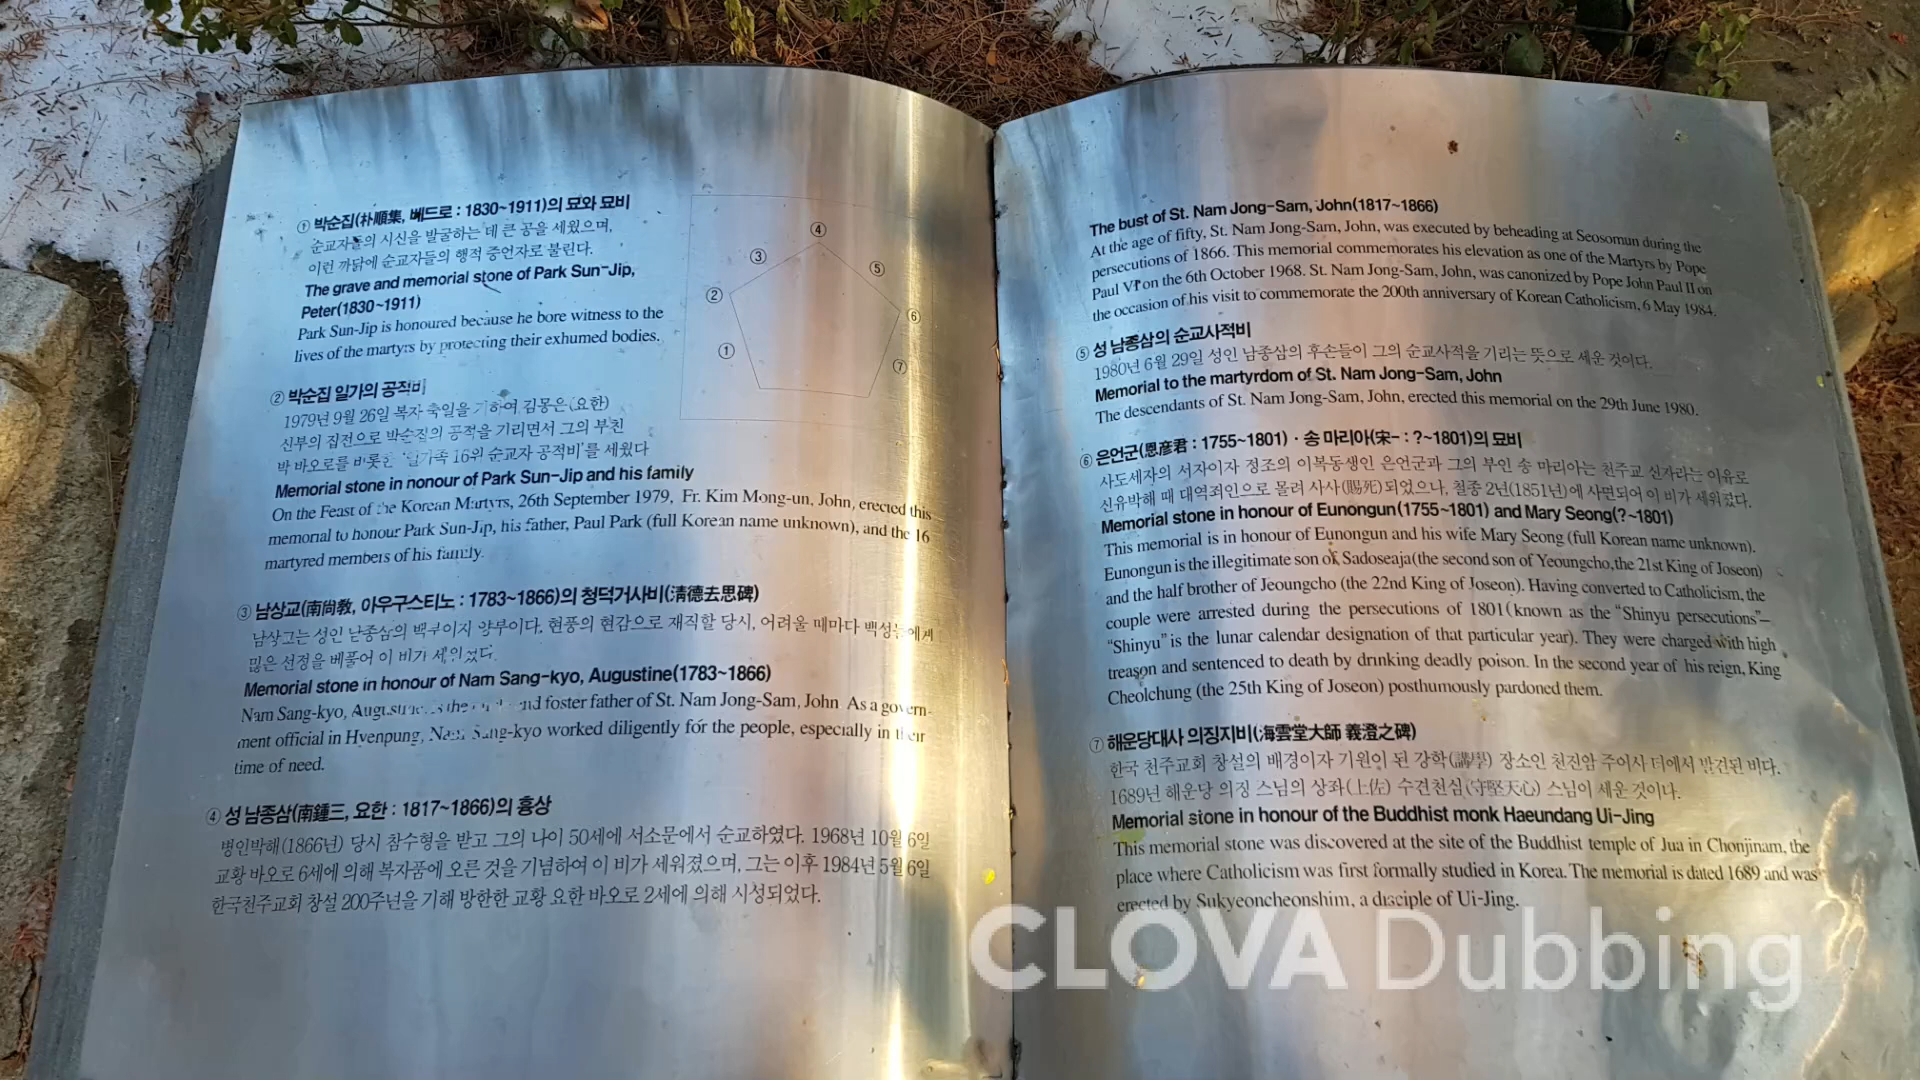 ① 박순집(朴順集, 베드로 : 1830~1911)의 묘와 묘비
순교자들의 시신을 발굴하는 데 큰 공을 세웠으며,
이런 까닭에 순교자들의 행적 증언자로 불린다.
The grave and memorial stone of Park Sun-Jip,
Peter(1830~1911)
Park Sun-Jip is honoured because he bore witness to the
lives of the martyrs by protecting their exhumed bodies.
① ② ③ ④ ⑤ ⑥ ⑦
② 박순집 일가의 공적비
1979년 9월 26일 복자 축일을 기하여 김몽은(요한)
신부의 집전으로 박순집의 공적을 기리면서 그의 부친
박 바오로를 비롯한 '일가족 16위 순교자 공적비'를 세웠다
Memorial stone in honour of Park Sun-Jip and his family
On the Feast of the Korean Martyrs, 26th September 1979, Fr. Kim Mong-un, John, erected this
memorial to honour Park Sun-Jip, his father, Paul Park (full Korean name unknown), and the 16
martyred members of his family.
③ 남상교(南尙敎, 아우구스티노 : 1783~1866)의 청덕거사비(淸德去思碑)
남상교는 성인 남종삼의 백부이자 양부이다. 현풍의 현감으로 재직할 당시, 어려울 때마다 백성들에게
많은 선정을 베풀어 이 비가 세워졌다.
Memorial stone in honour of Nam Sang-kyo, Augustine(1783~1866)
Nam Sang-kyo, Augustine, is the and foster father of St. Nam Jong-Sam, John. As a govern-
ment official in Hyenpung, Nam Sang-kyo worked diligently for the people, especially in their
time of need.
④ 성 남종삼(南鍾三, 요한 : 1817~1866)의 흉상
병인박해(1866년) 당시 참수형을 받고 그의 나이 50세에 서소문에서 순교하였다. 1968년 10월 6일
교황 바오로 6세에 의해 복자품에 오른 것을 기념하여 이 비가 세워졌으며, 그는 이후 1984년 5월 6일
한국천주교회 창설 200주년을 기해 방한한 교황 요한 바오로 2세에 의해 시성되었다.
The bust of St. Nam Jong-Sam, John(1817~1866)
At the age of fifty, St. Nam Jong-Sam, John, was executed by beheading at Seosomun during the
persecutions of 1866. This memorial commemorates his elevation as one of the Martyrs by Pope
Paul VI on the 6th October 1968. St. Nam Jong-Sam, John, was canonized by Pope John Paul II on
the occasion of his visit to commemorate the 200th anniversary of Korean Catholicism, 6 May 1984.
⑤ 성 남종삼의 순교사적비
1980년 6월 29일 성인 남종삼의 후손들이 그의 순교사적을 기리는 뜻으로 세운 것이다.
Memorial to the martyrdom of St. Nam Jong-Sam, John
The descendants of St. Nam Jong-Sam, John, erected this memorial on the 29th June 1980.
⑥ 은언군(恩彦君 : 1755~1801) · 송 마리아(宋- : ?~1801)의 묘비
사도세자의 서자이자 정조의 이복동생인 은언군과 그의 부인 송 마리아는 천주교 신자라는 이유로
신유박해 때 대역죄인으로 몰려 사사(賜死)되었으나, 철종 2년(1851년)에 사면되어 이 비가 세워졌다.
Memorial stone in honour of Eunongun(1755~1801) and Mary Seong(?~1801)
This memorial is in honour of Eunongun and his wife Mary Seong (full Korean name unknown).
Eunongun is the illegitimate son of Sadoseaja (the second son of Yeoungcho, the 21st King of Joseon)
and the half brother of Jeoungcho (the 22nd King of Joseon). Having converted to Catholicism, the
couple were arrested during the persecutions of 1801(known as the "Shinyu persecutions"—
"Shinyu" is the lunar calendar designation of that particular year). They were charged with high
treason and sentenced to death by drinking deadly poison. In the second year of his reign, King
Cheolchung (the 25th King of Joseon) posthumously pardoned them.
⑦ 해운당대사 의징지비(海雲堂大師 義澄之碑)
한국 천주교회 창설의 배경이자 기원이 된 강학(講學) 장소인 천진암 주어사 터에서 발견된 비다.
1689년 해운당 의징 스님의 상좌(上佐) 수견천심(守堅天心) 스님이 세운 것이다.
Memorial stone in honour of the Buddhist monk Haeundang Ui-Jing
This memorial stone was discovered at the site of the Buddhist temple of Jua in Chonjinam, the
place where Catholicism was first formally studied in Korea. The memorial is dated 1689 and was
erected by Sukyeoncheonshim, a disciple of Ui-Jing.
CLOVA Dubbing